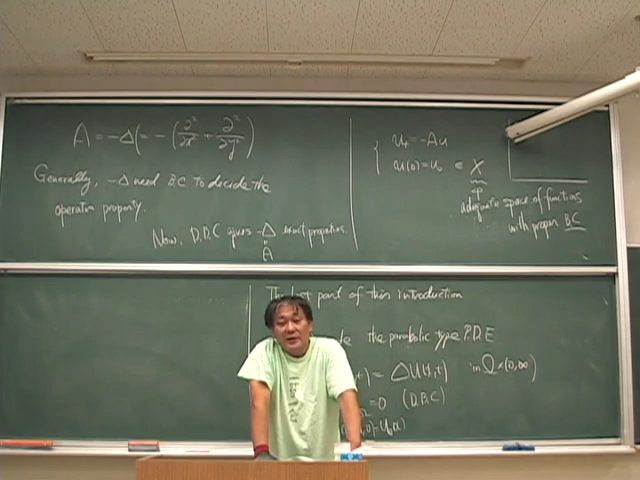 A = -Δ (= - (∂²/∂x² + ∂²/∂y²))
Generally, -Δ need B.C to decide the
operator property.
Now, D.B.C gives -Δ exact properties.
A
u_t = -Au
u(0) = u_0 ∈ X
adequate space of functions
with proper BC
The last part of this introduction
the parabolic type P.D.E
t) = ΔU(x,t) in Ω×(0,∞)
= 0 (D.B.C)
,0) = U_0(x)